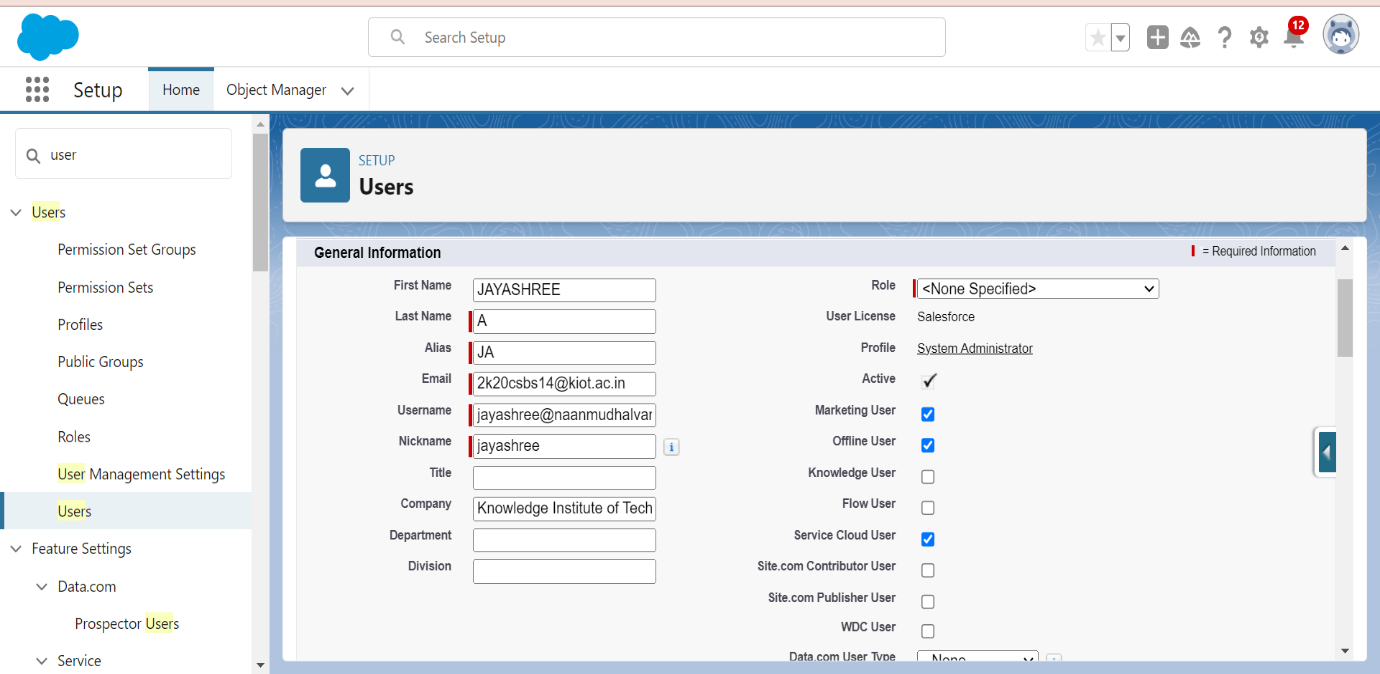 12
Search Setup
Setup
Home
Object Manager
user
Users
Permission Set Groups
Permission Sets
Profiles
Public Groups
Queues
Roles
User Management Settings
Users
Feature Settings
Data.com
Prospector Users
Service
SETUP
Users
General Information
= Required Information
First Name JAYASHREE
Last Name A
Alias JA
Email 2k20csbs14@kiot.ac.in
Username jayashree@naanmudhalvan
Nickname jayashree
Title
Company Knowledge Institute of Tech
Department
Division
Role <None Specified>
User License Salesforce
Profile System Administrator
Active
Marketing User
Offline User
Knowledge User
Flow User
Service Cloud User
Site.com Contributor User
Site.com Publisher User
WDC User
Data.com User Type --None--